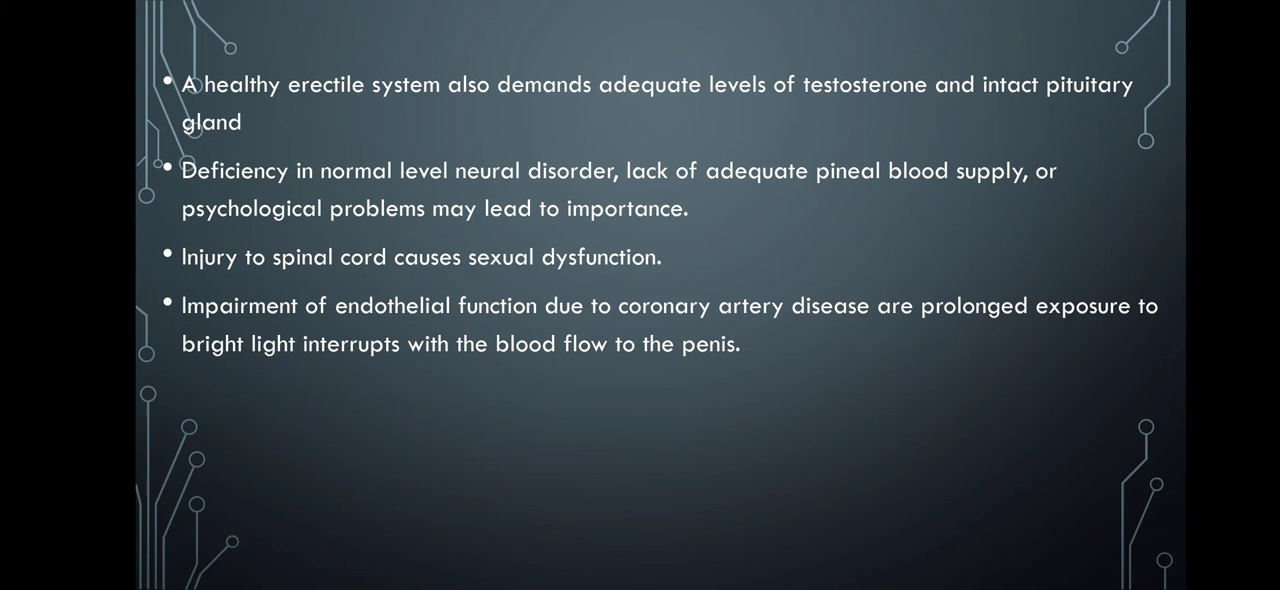 • A healthy erectile system also demands adequate levels of testosterone and intact pituitary
gland
• Deficiency in normal level neural disorder, lack of adequate pineal blood supply, or
psychological problems may lead to importance.
• Injury to spinal cord causes sexual dysfunction.
• Impairment of endothelial function due to coronary artery disease are prolonged exposure to
bright light interrupts with the blood flow to the penis.